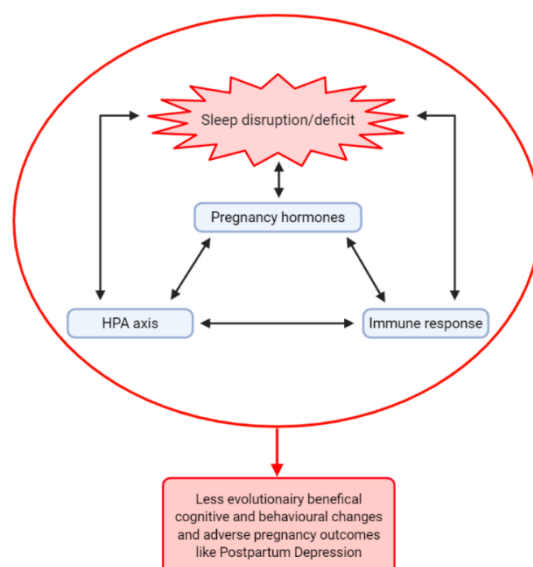 Sleep disruption/deficit
Pregnancy hormones
HPA axis
Immune response
Less evolutionairy benefical
cognitive and behavioural changes
and adverse pregnancy outcomes
like Postpartum Depression